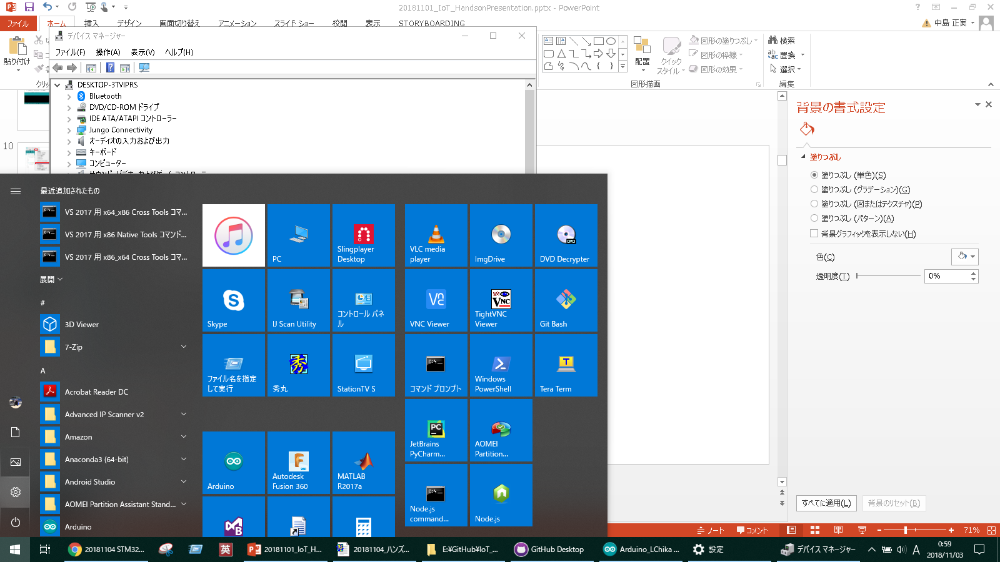 20181101_IoT_HandsonPresentation.pptx - PowerPoint
ファイル
ホーム
挿入
デザイン
画面切り替え
アニメーション
スライド ショー
校閲
表示
STORYBOARDING
中島 正実
貼り付け
デバイス マネージャー
ファイル(F)
操作(A)
表示(V)
ヘルプ(H)
DESKTOP-3TVIPRS
Bluetooth
DVD/CD-ROM ドライブ
IDE ATA/ATAPI コントローラー
Jungo Connectivity
オーディオの入力および出力
キーボード
コンピューター
配置
クイック
スタイル
図形の塗りつぶし
図形の枠線
図形の効果
図形描画
検索
置換
選択
編集
10
背景の書式設定
塗りつぶし
塗りつぶし (単色)(S)
塗りつぶし (グラデーション)(G)
塗りつぶし (図またはテクスチャ)(P)
塗りつぶし (パターン)(A)
背景グラフィックを表示しない(H)
色(C)
透明度(T)
0%
すべてに適用(L)
背景のリセット(B)
最近追加されたもの
VS 2017 用 x64_x86 Cross Tools コマ...
VS 2017 用 x86 Native Tools コマンド...
VS 2017 用 x86_x64 Cross Tools コマ...
展開
#
3D Viewer
7-Zip
A
Acrobat Reader DC
Advanced IP Scanner v2
Amazon
Anaconda3 (64-bit)
Android Studio
AOMEI Partition Assistant Stand...
Arduino
PC
Slingplayer
Desktop
VLC media
player
ImgDrive
DVD
DVD Decrypter
Skype
IJ Scan Utility
コントロール パネ
ル
VNC Viewer
VNC
TightVNC
Viewer
Git Bash
ファイル名を指定
して実行
秀
秀丸
StationTV S
コマンド プロンプト
Windows
PowerShell
Tera Term
PC
JetBrains
PyCharm...
AOMEI
Partition...
Arduino
Autodesk
Fusion 360
MATLAB
R2017a
Node.js
command...
Node.js
ノート
コメント
71%
20181104 STM32...
英
20181101_IoT_H...
20181104_ハンズ...
E:¥GitHub¥IoT_...
GitHub Desktop
Arduino_LChika ...
設定
デバイス マネージャー
A
0:59
2018/11/03